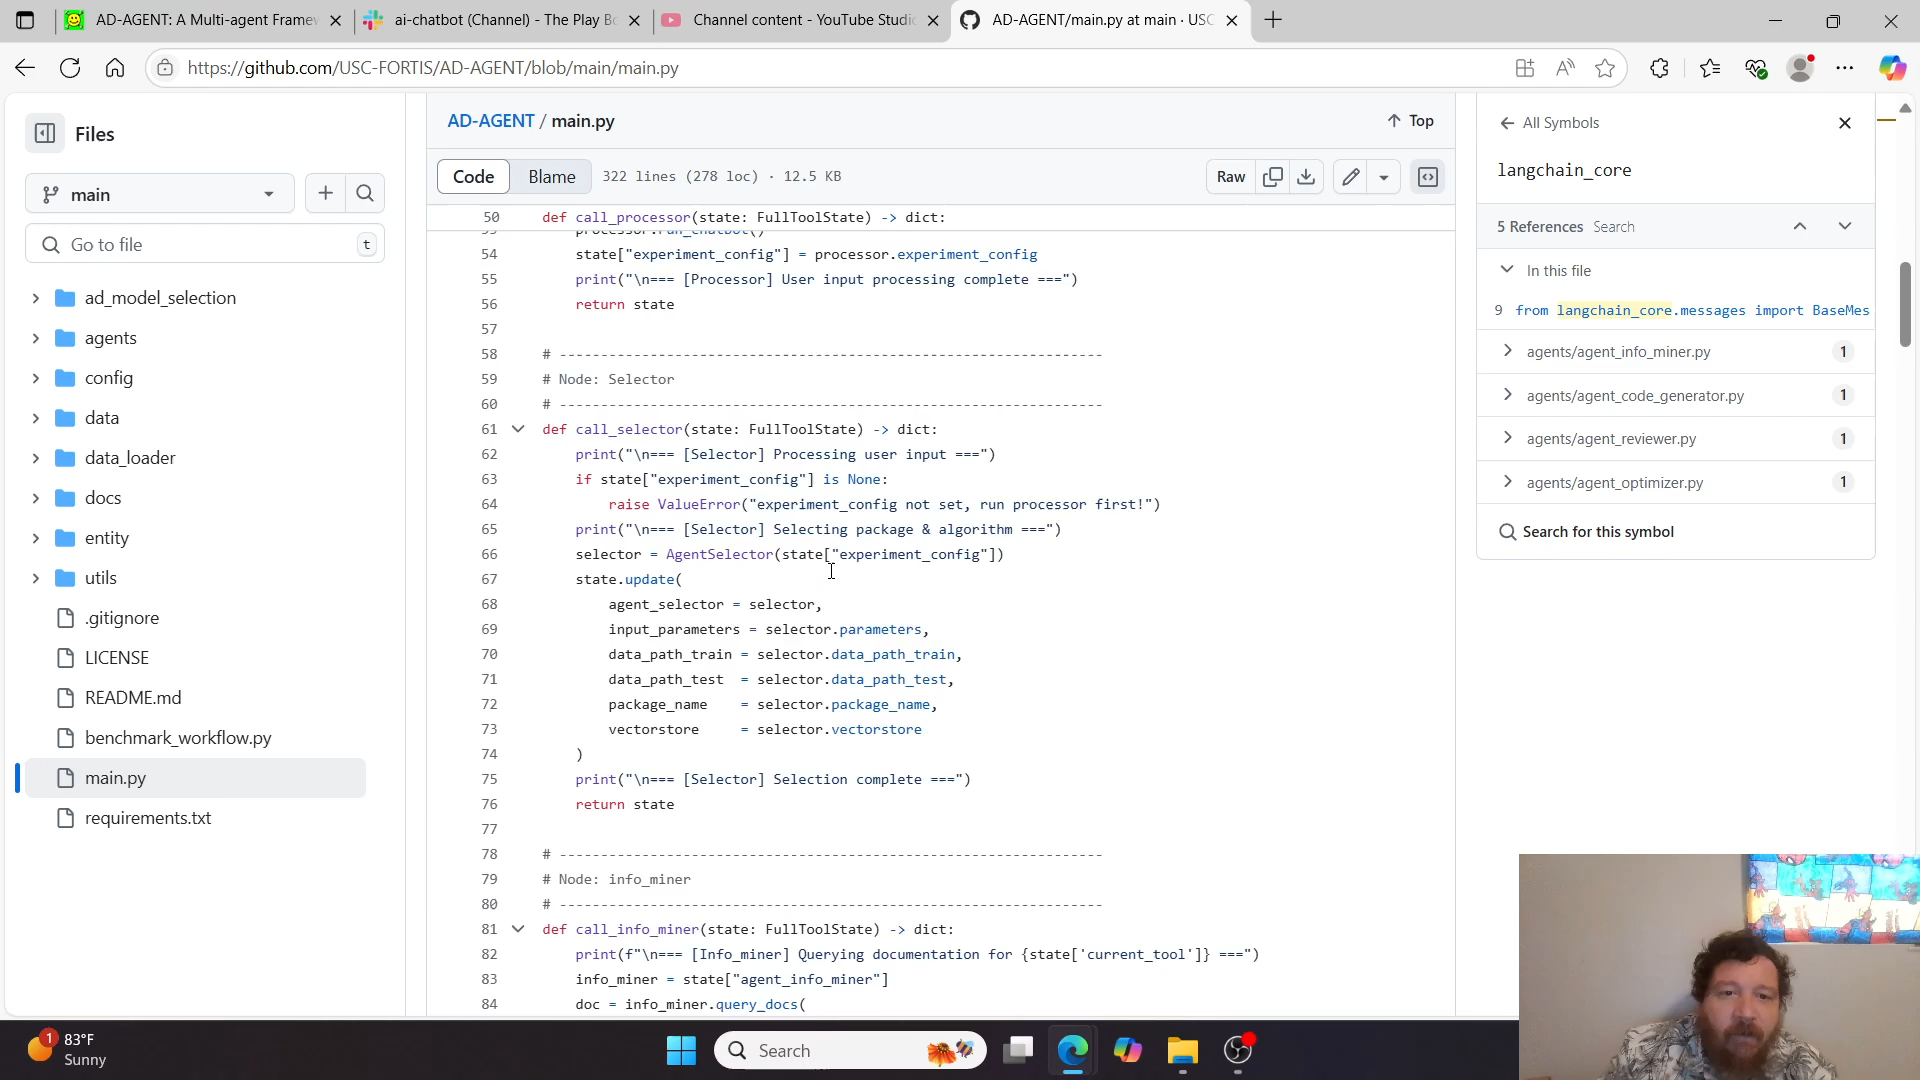 AD-AGENT: A Multi-agent Framew
ai-chatbot (Channel) - The Play Bo
Channel content - YouTube Studio
AD-AGENT/main.py at main · USC
https://github.com/USC-FORTIS/AD-AGENT/blob/main/main.py
Files
main
Go to file
t
ad_model_selection
agents
config
data
data_loader
docs
entity
utils
.gitignore
LICENSE
README.md
benchmark_workflow.py
main.py
requirements.txt
AD-AGENT / main.py
Top
Code
Blame
322 lines (278 loc) · 12.5 KB
Raw
50 def call_processor(state: FullToolState) -> dict:
54 state["experiment_config"] = processor.experiment_config
55 print("\n=== [Processor] User input processing complete ===")
56 return state
57
58 # ------------------------------------------------------------------
59 # Node: Selector
60 # ------------------------------------------------------------------
61 def call_selector(state: FullToolState) -> dict:
62 print("\n=== [Selector] Processing user input ===")
63 if state["experiment_config"] is None:
64 raise ValueError("experiment_config not set, run processor first!")
65 print("\n=== [Selector] Selecting package & algorithm ===")
66 selector = AgentSelector(state["experiment_config"])
67 state.update(
68 agent_selector = selector,
69 input_parameters = selector.parameters,
70 data_path_train = selector.data_path_train,
71 data_path_test = selector.data_path_test,
72 package_name = selector.package_name,
73 vectorstore = selector.vectorstore
74 )
75 print("\n=== [Selector] Selection complete ===")
76 return state
77
78 # ------------------------------------------------------------------
79 # Node: info_miner
80 # ------------------------------------------------------------------
81 def call_info_miner(state: FullToolState) -> dict:
82 print(f"\n=== [Info_miner] Querying documentation for {state['current_tool']} ===")
83 info_miner = state["agent_info_miner"]
84 doc = info_miner.query_docs(
All Symbols
langchain_core
5 References Search
In this file
9 from langchain_core.messages import BaseMes
agents/agent_info_miner.py 1
agents/agent_code_generator.py 1
agents/agent_reviewer.py 1
agents/agent_optimizer.py 1
Search for this symbol
1
83°F
Sunny
Search